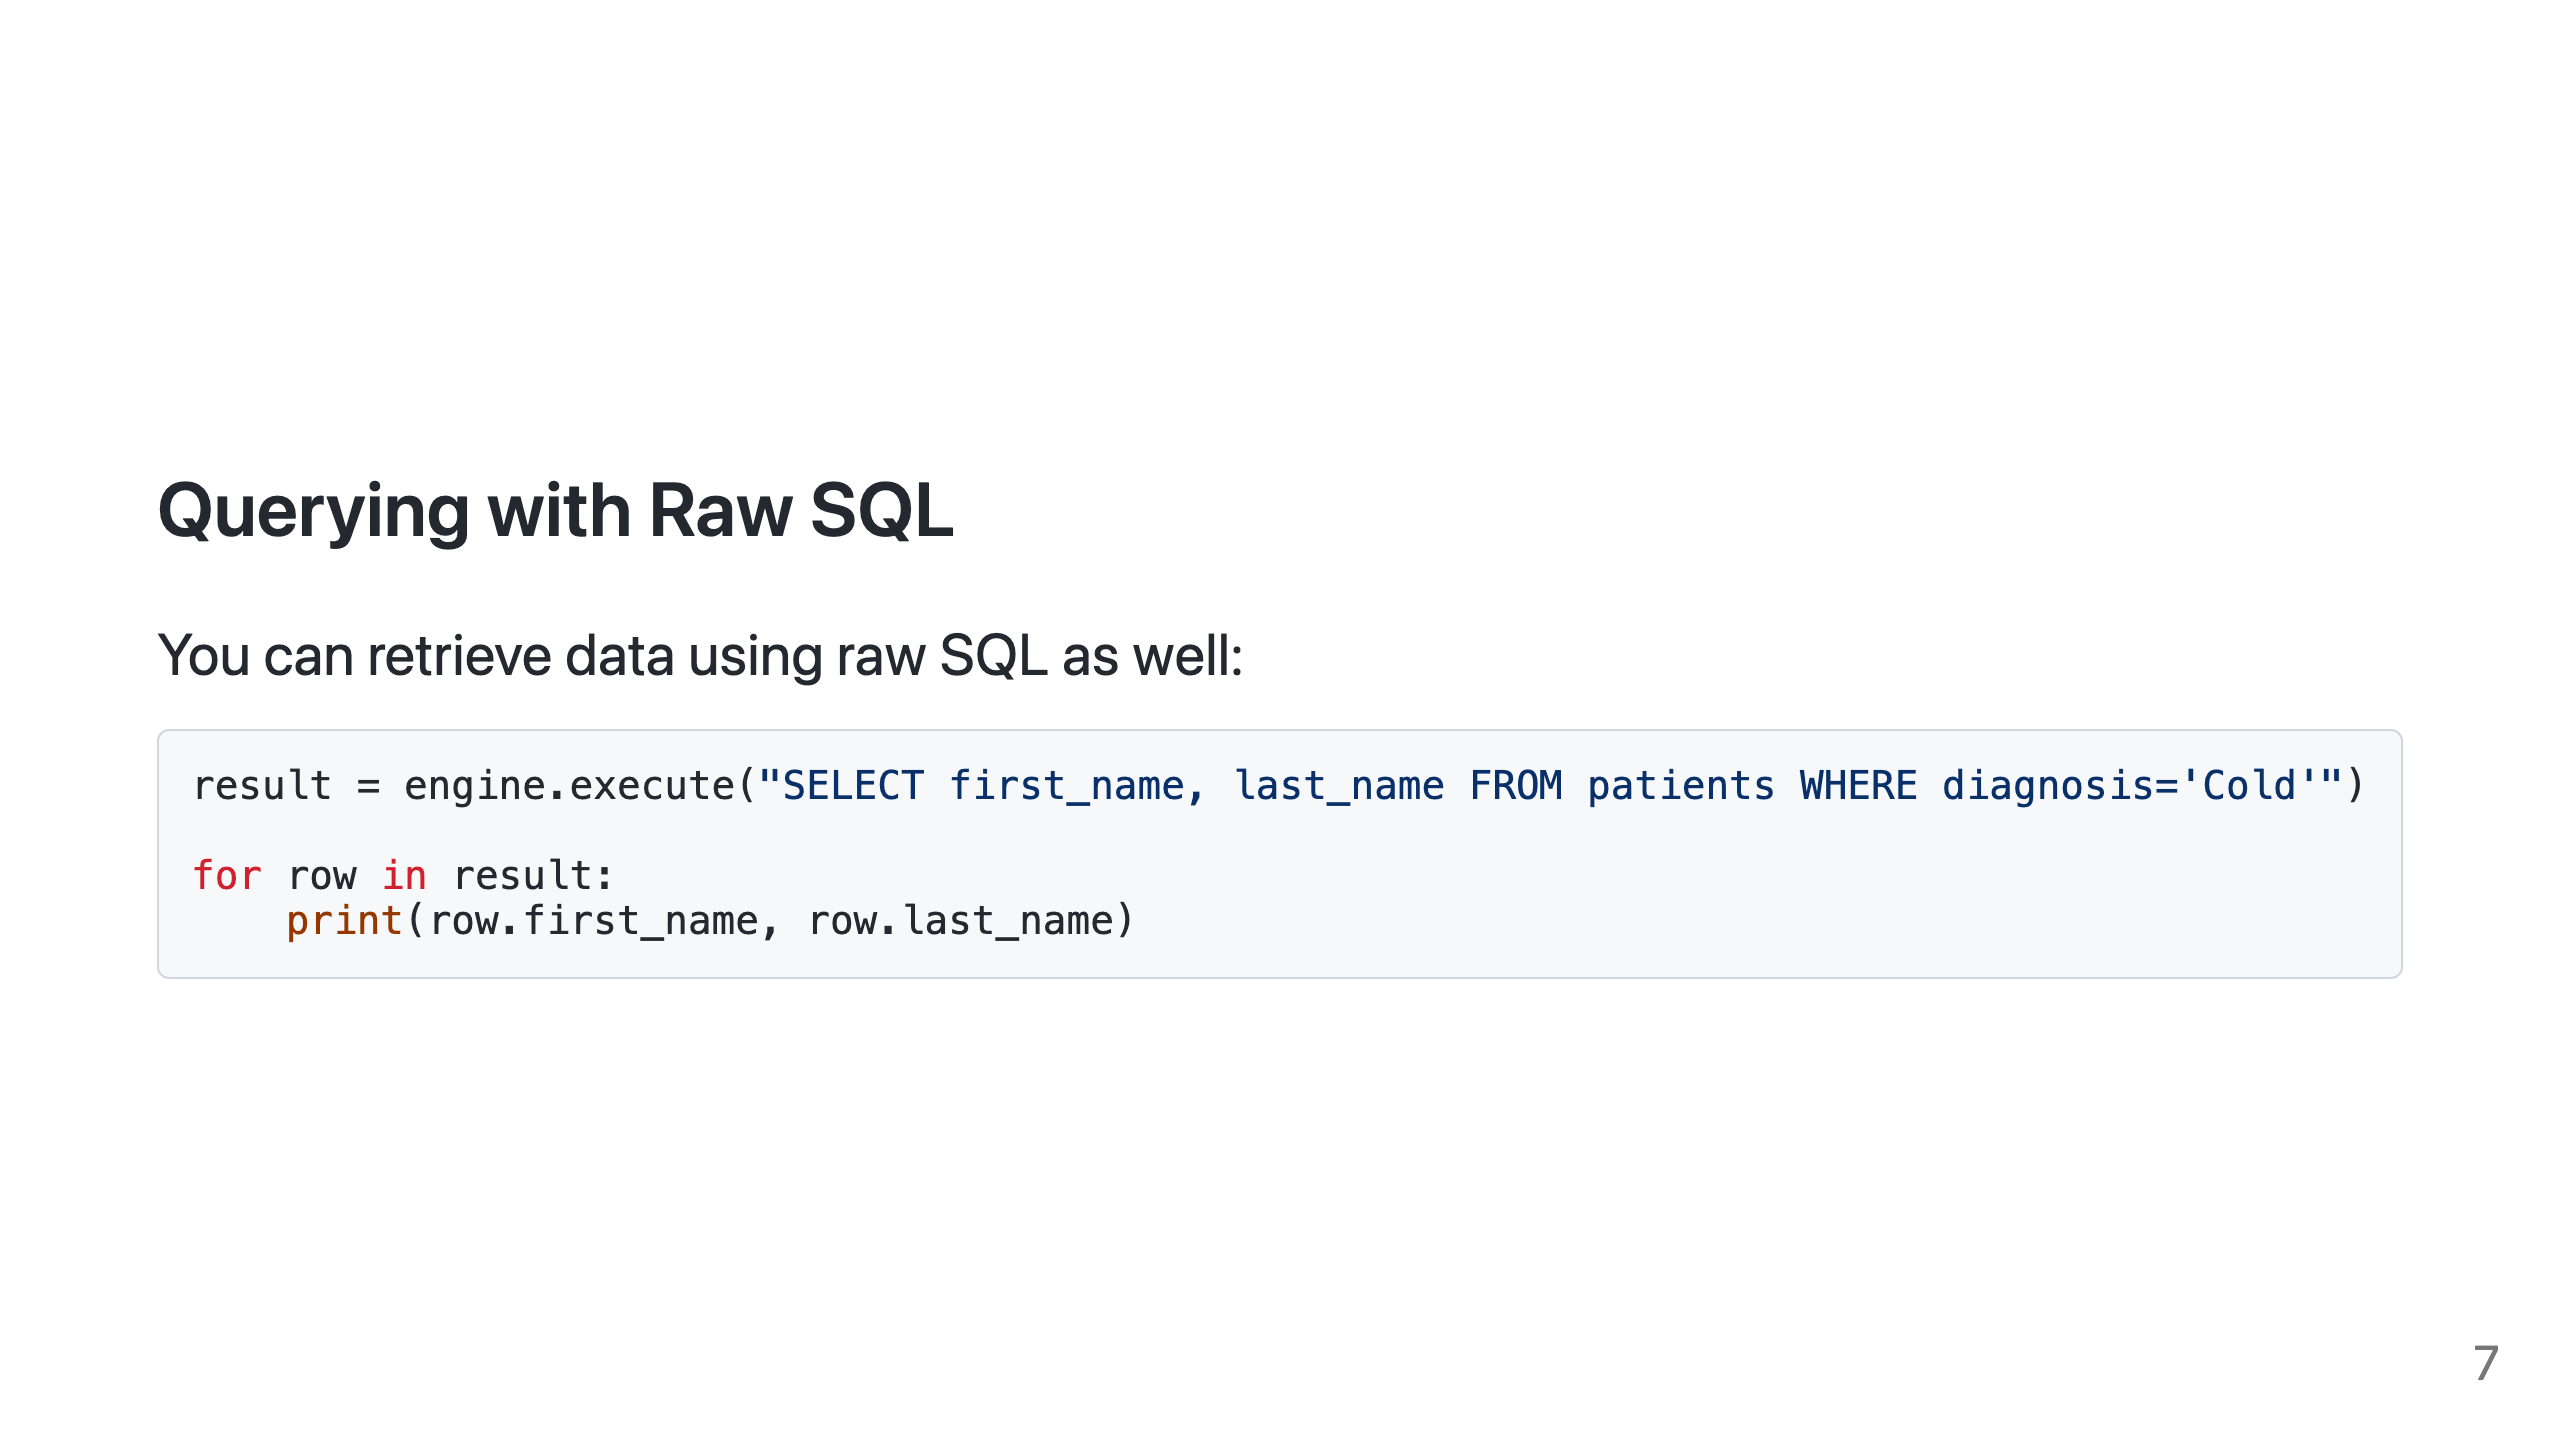 Querying with Raw SQL
You can retrieve data using raw SQL as well:
result = engine.execute("SELECT first_name, last_name FROM patients WHERE diagnosis='Cold'")
for row in result:
    print(row.first_name, row.last_name)
7